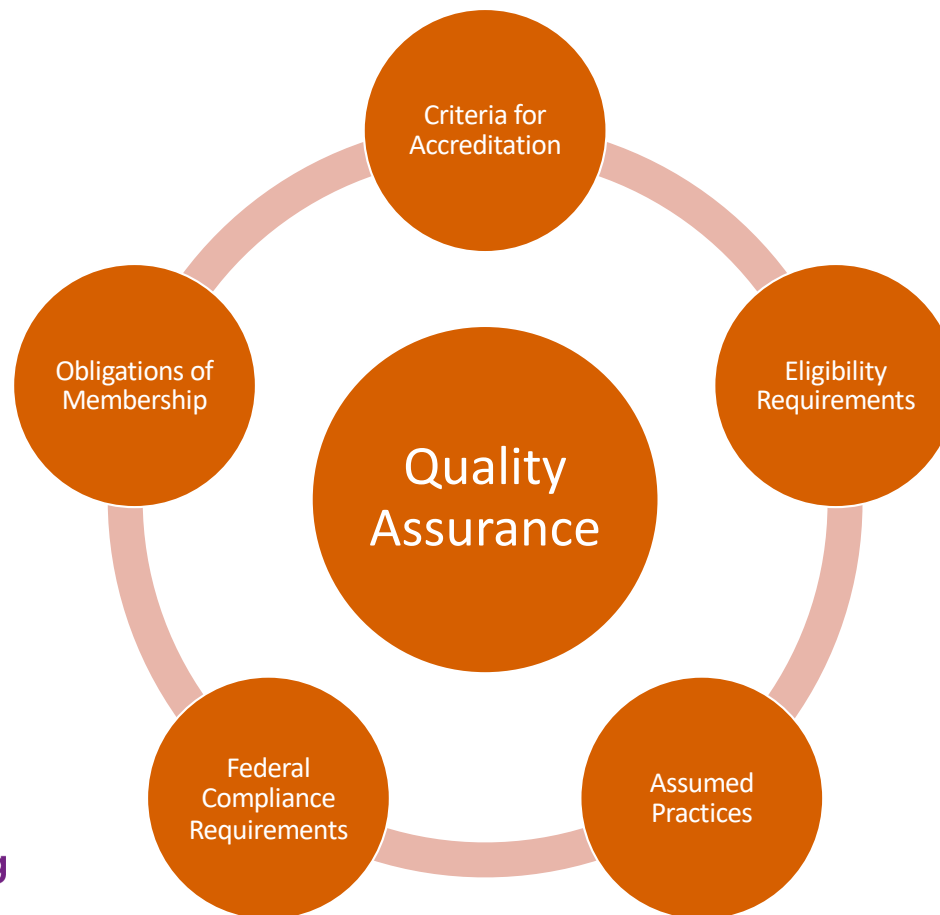 Criteria for
Accreditation
Obligations of
Membership
Eligibility
Requirements
Quality
Assurance
Federal
Compliance
Requirements
Assumed
Practices
g